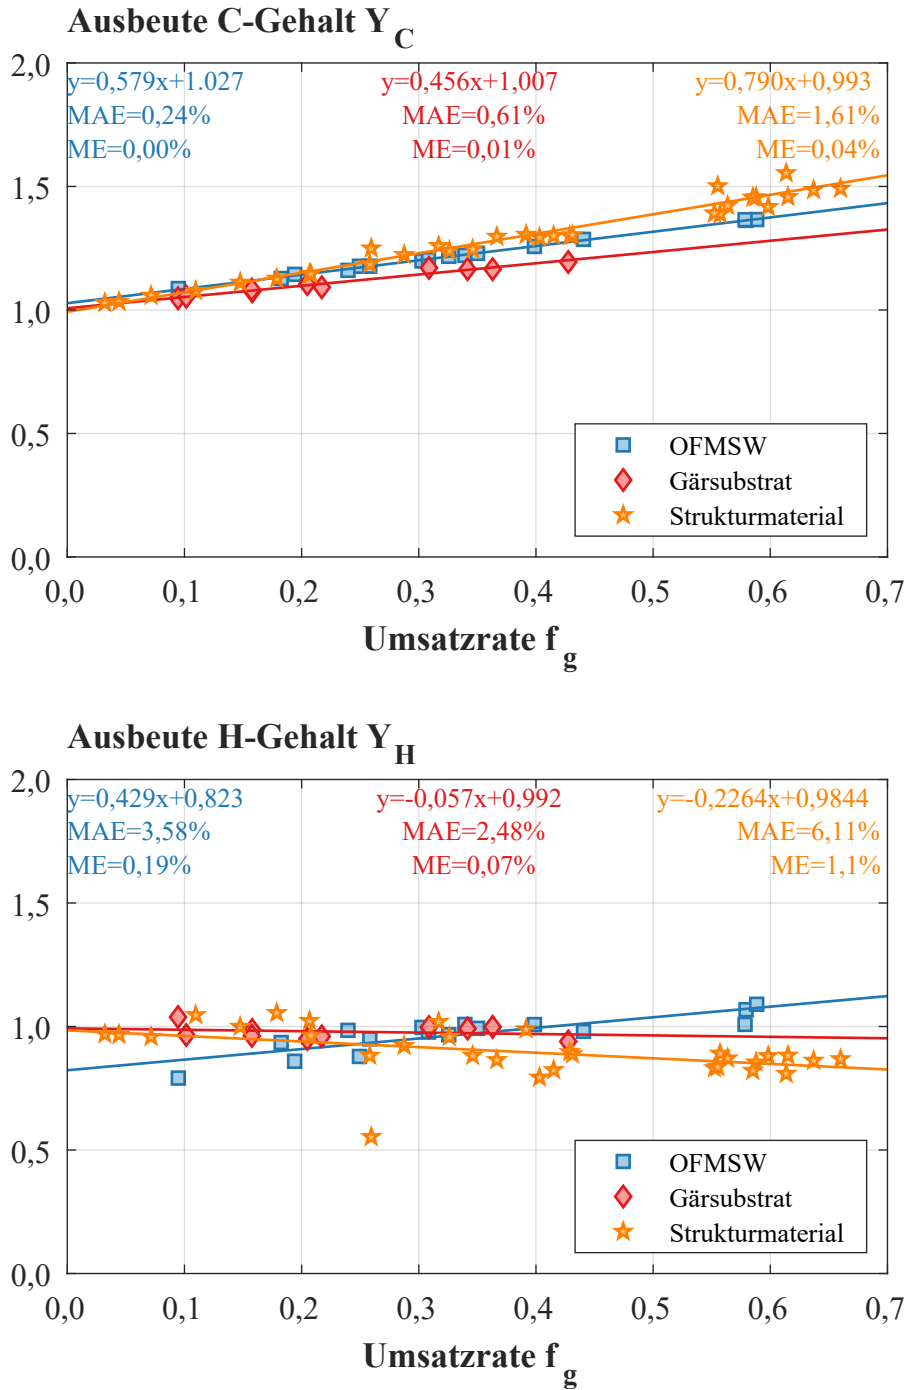 Ausbeute C-Gehalt Y_C
2,0
y=0,579x+1.027 y=0,456x+1,007 y=0,790x+0,993
MAE=0,24% MAE=0,61% MAE=1,61%
ME=0,00% ME=0,01% ME=0,04%
1,5
1,0
0,5
OFMSW
Gärsubstrat
Strukturmaterial
0,0
0,0 0,1 0,2 0,3 0,4 0,5 0,6 0,7
Umsatzrate f_g
Ausbeute H-Gehalt Y_H
2,0
y=0,429x+0,823 y=-0,057x+0,992 y=-0,2264x+0,9844
MAE=3,58% MAE=2,48% MAE=6,11%
ME=0,19% ME=0,07% ME=1,1%
1,5
1,0
0,5
OFMSW
Gärsubstrat
Strukturmaterial
0,0
0,0 0,1 0,2 0,3 0,4 0,5 0,6 0,7
Umsatzrate f_g